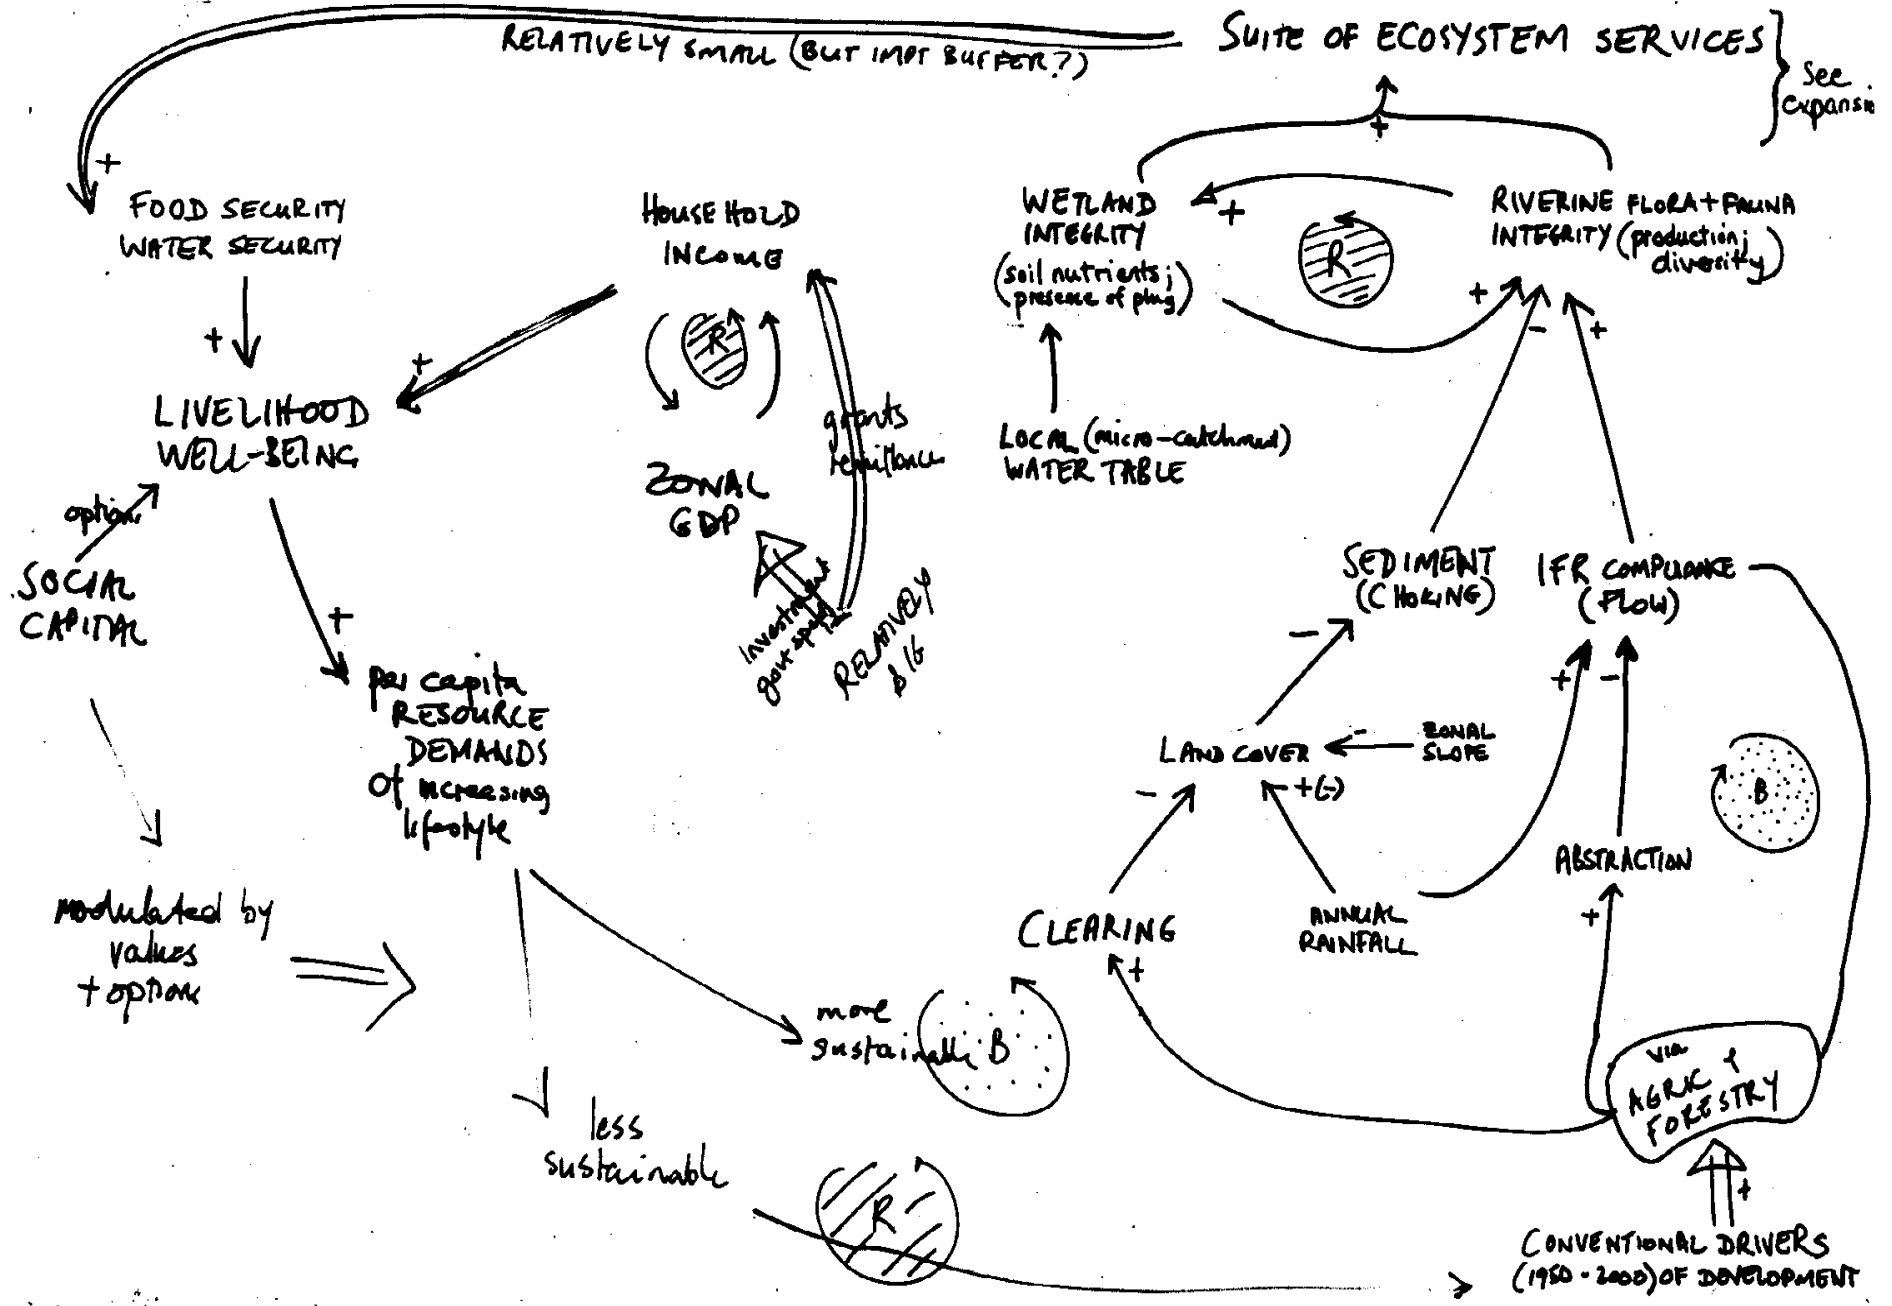 RELATIVELY SMALL (BUT IMPT BUFFER?)
SUITE OF ECOSYSTEM SERVICES
See
expansi
+
FOOD SECURITY
WATER SECURITY
+
HOUSEHOLD
INCOME
R
+
LIVELIHOOD
WELL-BEING
grants
remittance
ZONAL
GDP
investment
govt spend
RELATIVELY
BIG
option
SOCIAL
CAPITAL
+
per capita
RESOURCE
DEMANDS
of increasing
lifestyle
modulated by
values
+ options
more
sustainable
B
less
sustainable
R
+
WETLAND
INTEGRITY
(soil nutrients;
presence of plug)
+
R
RIVERINE FLORA + FAUNA
INTEGRITY (production;
diversity)
+
-
+
LOCAL (micro-catchment)
WATER TABLE
SEDIMENT
(CHOKING)
IFR COMPLIANCE
(FLOW)
-
+
-
LAND COVER
-
ZONAL
SLOPE
-
+(-)
B
ABSTRACTION
CLEARING
ANNUAL
RAINFALL
+
+
via
AGRIC &
FORESTRY
+
CONVENTIONAL DRIVERS
(1950-2000) OF DEVELOPMENT